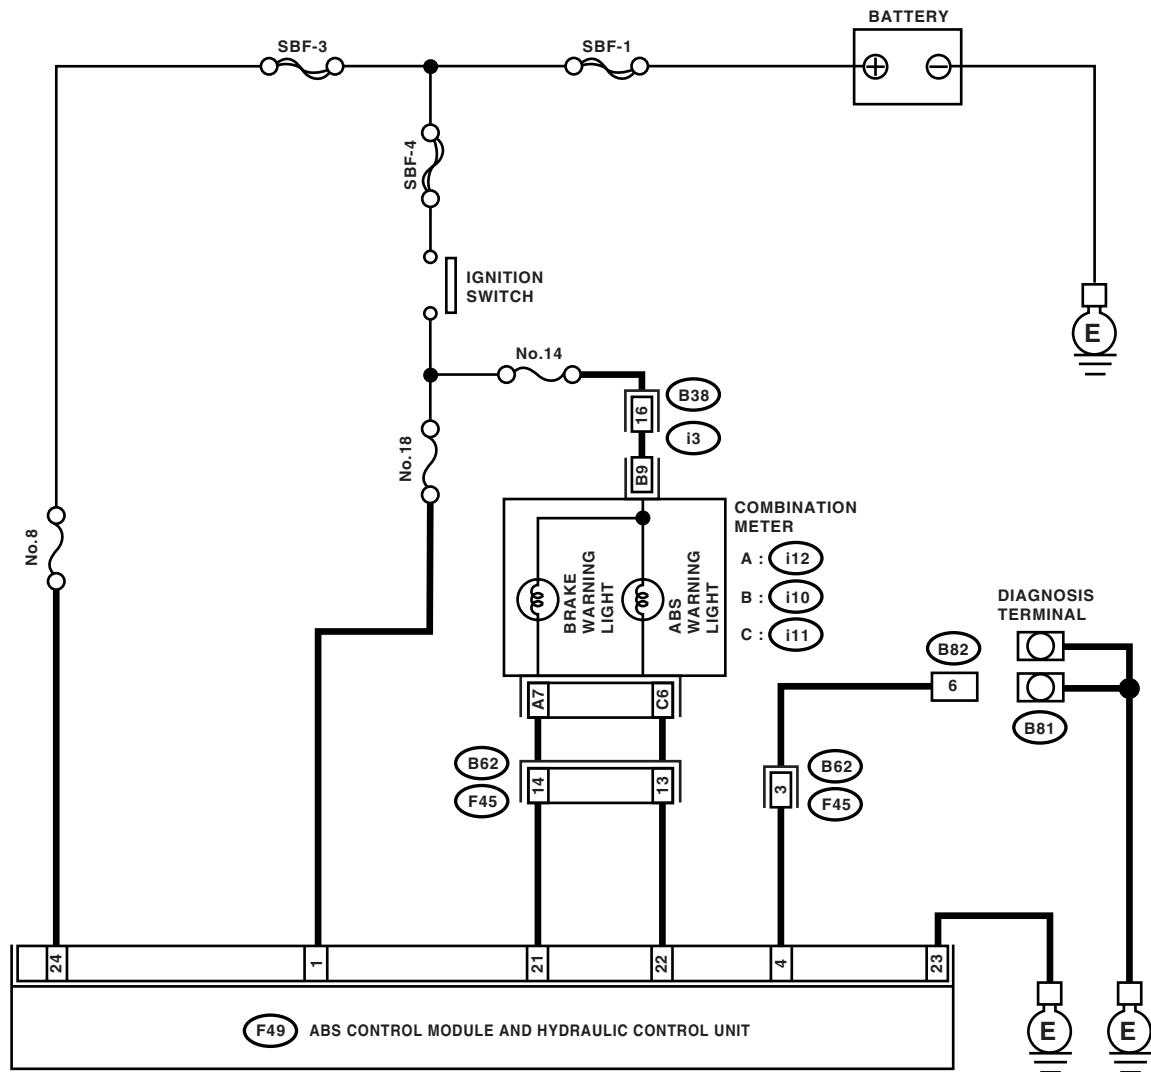 BATTERY
SBF-3
SBF-1
SBF-4
IGNITION
SWITCH
E
No.14
B38
16
i3
No.18
B9
No.8
COMBINATION
METER
A : i12
B : i10
C : i11
BRAKE
WARNING
LIGHT
ABS
WARNING
LIGHT
DIAGNOSIS
TERMINAL
B82
6
B81
A7
C6
B62
F45
14
13
3
B62
F45
24
1
21
22
4
23
F49 ABS CONTROL MODULE AND HYDRAULIC CONTROL UNIT
E
E